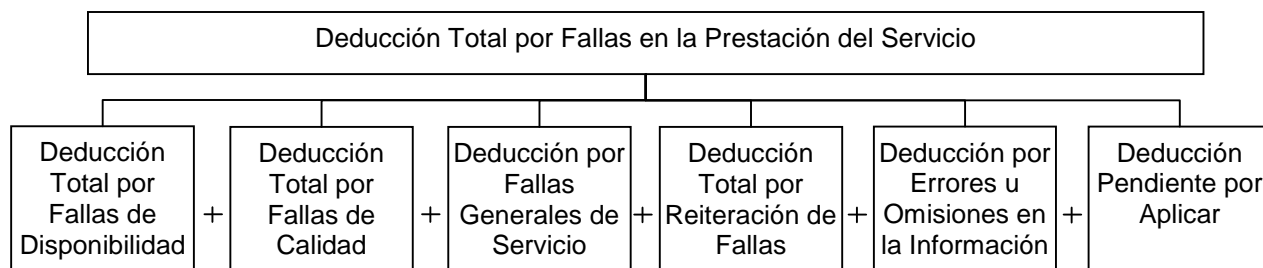 Deducción Total por Fallas en la Prestación del Servicio
Deducción
Total por
Fallas de
Disponibilidad
+
Deducción
Total por
Fallas de
Calidad
+
Deducción por
Fallas
Generales de
Servicio
+
Deducción
Total por
Reiteración de
Fallas
+
Deducción por
Errores u
Omisiones en
la Información
+
Deducción
Pendiente por
Aplicar